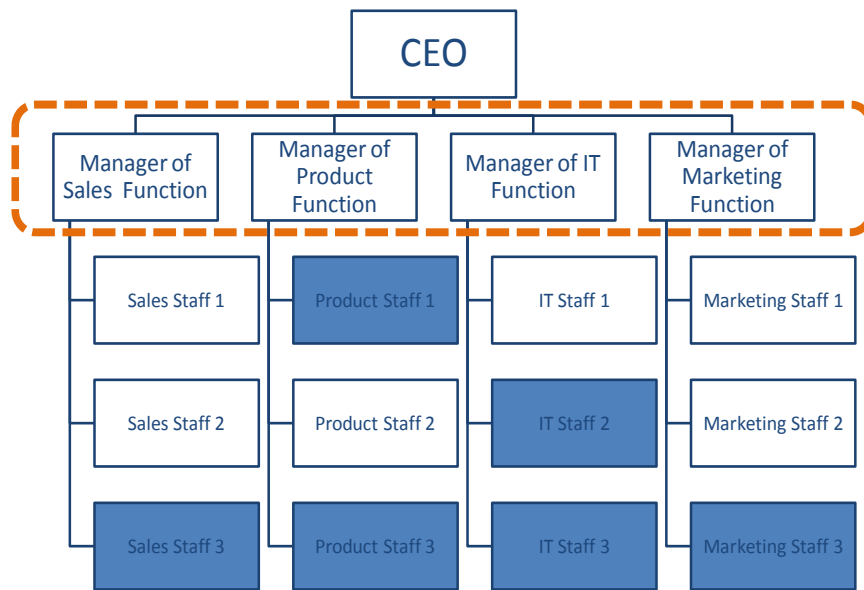 CEO
Manager of
Sales Function
Manager of
Product
Function
Manager of IT
Function
Manager of
Marketing
Function
Sales Staff 1
Product Staff 1
IT Staff 1
Marketing Staff 1
Sales Staff 2
Product Staff 2
IT Staff 2
Marketing Staff 2
Sales Staff 3
Product Staff 3
IT Staff 3
Marketing Staff 3